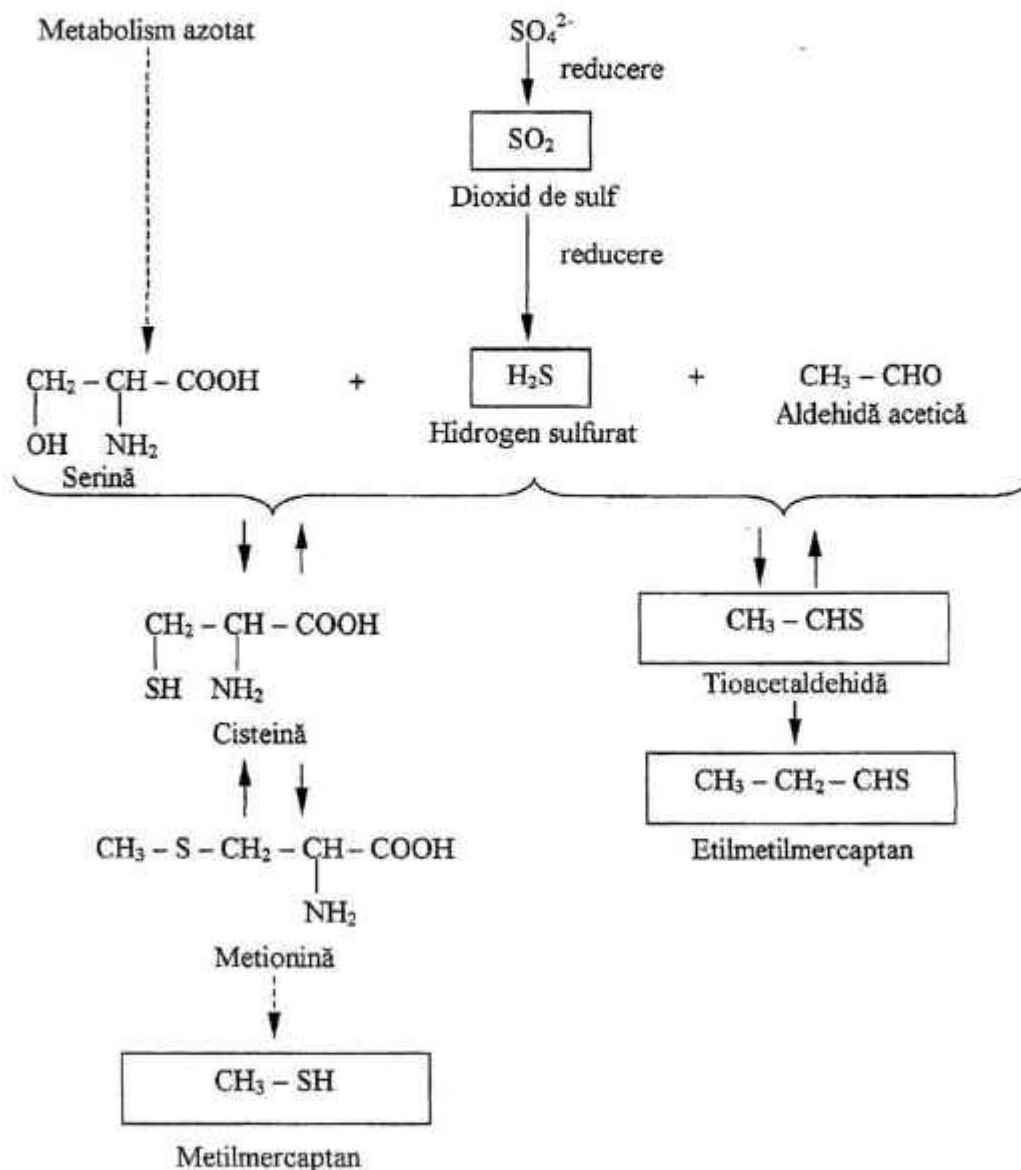 Metabolism azotat
SO₄²⁻
reducere
SO₂
Dioxid de sulf
reducere
CH₂ – CH – COOH + H₂S + CH₃ – CHO
OH NH₂
Serină
Hidrogen sulfurat
Aldehidă acetică
CH₂ – CH – COOH
SH NH₂
Cisteină
CH₃ – CHS
Tioacetaldehidă
CH₃ – CH₂ – CHS
Etilmetilmercaptan
CH₃ – S – CH₂ – CH – COOH
NH₂
Metionină
CH₃ – SH
Metilmercaptan